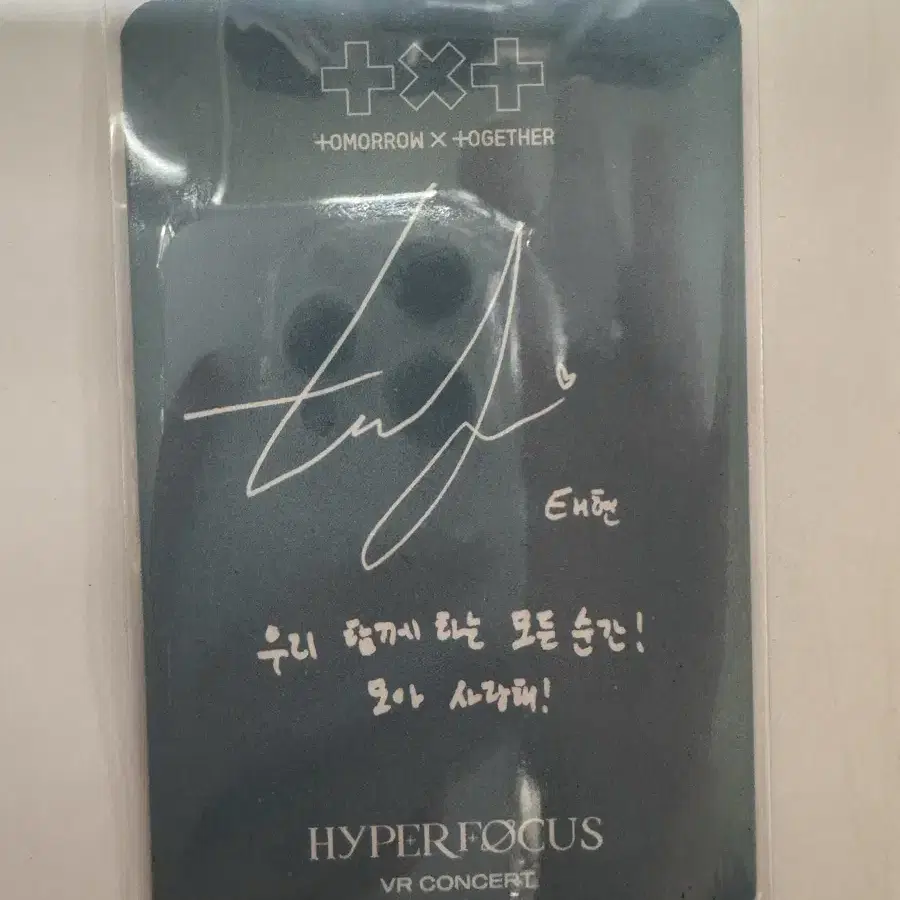 TOMORROW X TOGETHER
태현
우리 함께 하는 모든 순간!
모아 사랑해!
HYPERFOCUS
VR CONCERT